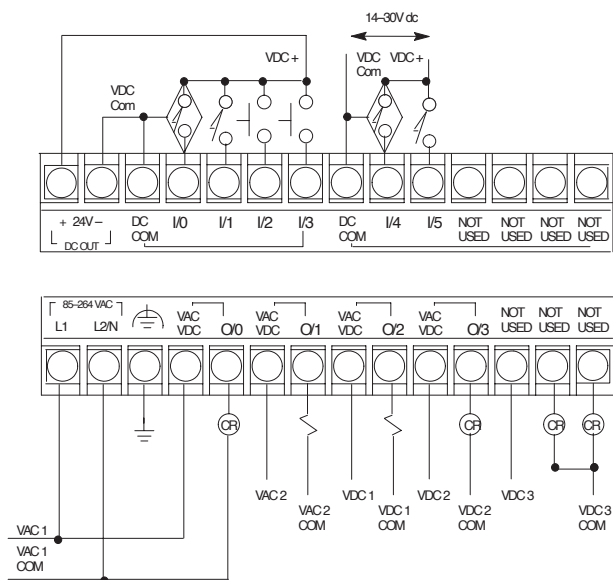 14–30V dc
VDC
Com
VDC +
VDC
Com
VDC +
+ 24V –
DC OUT
DC
COM
I/0
I/1
I/2
I/3
DC
COM
I/4
I/5
NOT
USED
NOT
USED
NOT
USED
NOT
USED
85–264 VAC
L1
L2/N
VAC
VDC
O/0
VAC
VDC
O/1
VAC
VDC
O/2
VAC
VDC
O/3
NOT
USED
NOT
USED
NOT
USED
CR
CR
CR
CR
VAC 2
VAC 2
COM
VDC 1
VDC 1
COM
VDC 2
VDC 2
COM
VDC 3
VDC 3
COM
VAC 1
VAC 1
COM